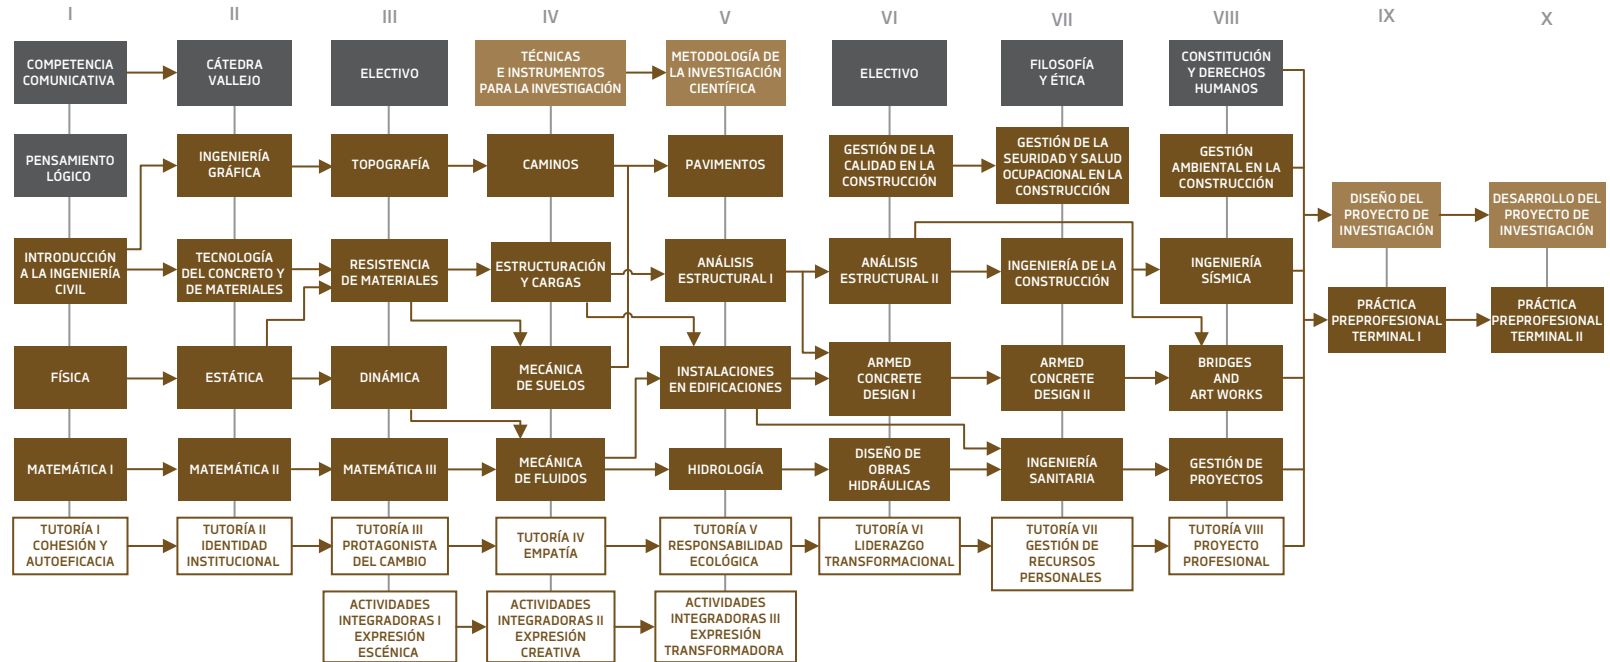 I
II
III
IV
V
VI
VII
VIII
IX
X
COMPETENCIA
COMUNICATIVA
CÁTEDRA
VALLEJO
ELECTIVO
TÉCNICAS
E INSTRUMENTOS
PARA LA INVESTIGACIÓN
METODOLOGÍA DE
LA INVESTIGACIÓN
CIENTÍFICA
ELECTIVO
FILOSOFÍA
Y ÉTICA
CONSTITUCIÓN
Y DERECHOS
HUMANOS
PENSAMIENTO
LÓGICO
INGENIERÍA
GRÁFICA
TOPOGRAFÍA
CAMINOS
PAVIMENTOS
GESTIÓN DE LA
CALIDAD EN LA
CONSTRUCCIÓN
GESTIÓN DE LA
SEURIDAD Y SALUD
OCUPACIONAL EN LA
CONSTRUCCIÓN
GESTIÓN
AMBIENTAL EN LA
CONSTRUCCIÓN
DISEÑO DEL
PROYECTO DE
INVESTIGACIÓN
DESARROLLO DEL
PROYECTO DE
INVESTIGACIÓN
INTRODUCCIÓN
A LA INGENIERÍA
CIVIL
TECNOLOGÍA
DEL CONCRETO Y
DE MATERIALES
RESISTENCIA
DE MATERIALES
ESTRUCTURACIÓN
Y CARGAS
ANÁLISIS
ESTRUCTURAL I
ANÁLISIS
ESTRUCTURAL II
INGENIERÍA DE LA
CONSTRUCCIÓN
INGENIERÍA
SÍSMICA
PRÁCTICA
PREPROFESIONAL
TERMINAL I
PRÁCTICA
PREPROFESIONAL
TERMINAL II
FÍSICA
ESTÁTICA
DINÁMICA
MECÁNICA
DE SUELOS
INSTALACIONES
EN EDIFICACIONES
ARMED
CONCRETE
DESIGN I
ARMED
CONCRETE
DESIGN II
BRIDGES
AND
ART WORKS
MATEMÁTICA I
MATEMÁTICA II
MATEMÁTICA III
MECÁNICA
DE FLUIDOS
HIDROLOGÍA
DISEÑO DE
OBRAS
HIDRÁULICAS
INGENIERÍA
SANITARIA
GESTIÓN DE
PROYECTOS
TUTORÍA I
COHESIÓN Y
AUTOEFICACIA
TUTORÍA II
IDENTIDAD
INSTITUCIONAL
TUTORÍA III
PROTAGONISTA
DEL CAMBIO
TUTORÍA IV
EMPATÍA
TUTORÍA V
RESPONSABILIDAD
ECOLÓGICA
TUTORÍA VI
LIDERAZGO
TRANSFORMACIONAL
TUTORÍA VII
GESTIÓN DE
RECURSOS
PERSONALES
TUTORÍA VIII
PROYECTO
PROFESIONAL
ACTIVIDADES
INTEGRADORAS I
EXPRESIÓN
ESCÉNICA
ACTIVIDADES
INTEGRADORAS II
EXPRESIÓN
CREATIVA
ACTIVIDADES
INTEGRADORAS III
EXPRESIÓN
TRANSFORMADORA